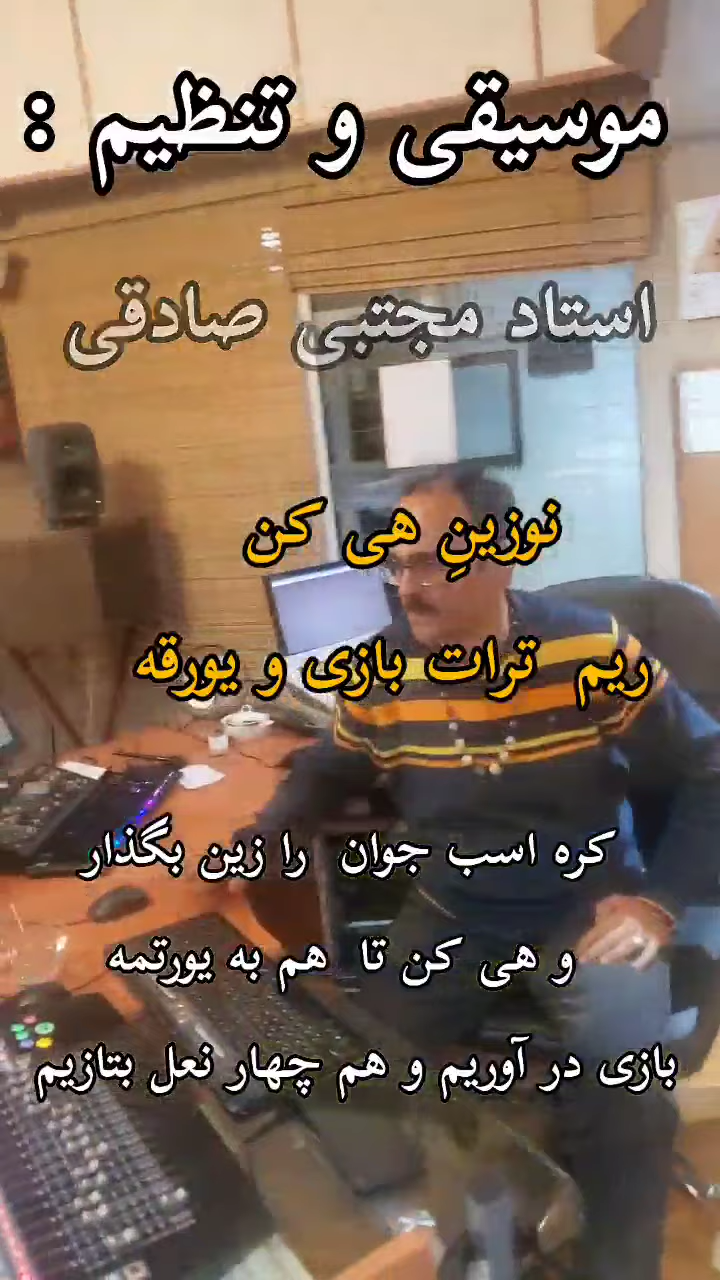 موسیقی و تنظیم :
استاد مجتبی صادقی
نوزینِ هی کن
ریم ترات بازی و یورقه
کره اسب جوان را زین بگذار
و هی کن تا هم به یورتمه
بازی در آوریم و هم چهار نعل بتازیم